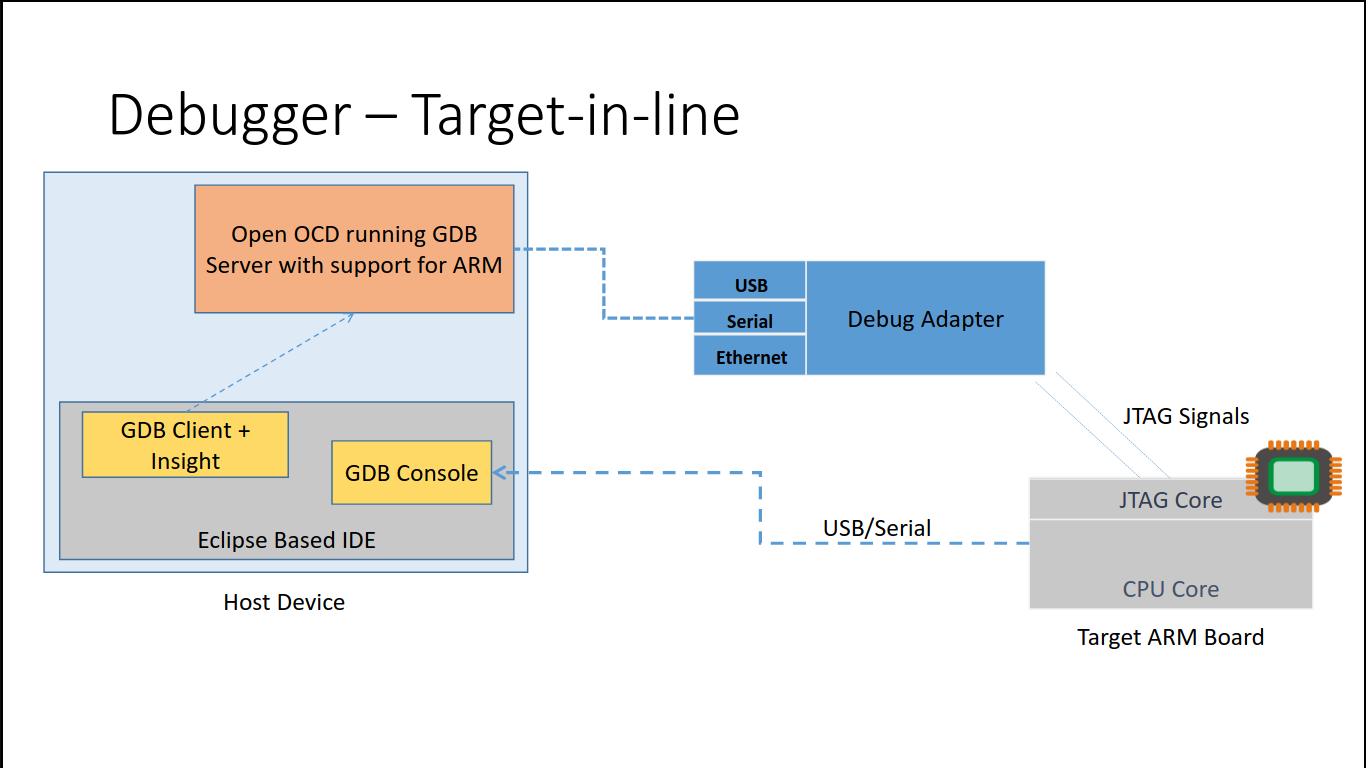 Debugger – Target-in-line
Open OCD running GDB
Server with support for ARM
USB
Serial
Ethernet
Debug Adapter
JTAG Signals
GDB Client +
Insight
GDB Console
Eclipse Based IDE
Host Device
USB/Serial
JTAG Core
CPU Core
Target ARM Board